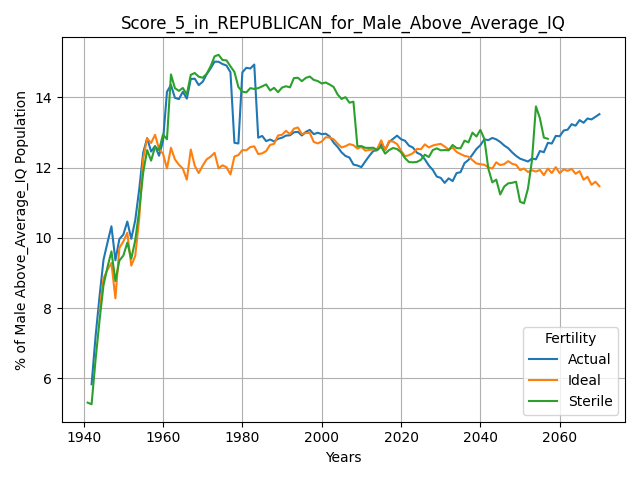 Score_5_in_REPUBLICAN_for_Male_Above_Average_IQ
% of Male Above_Average_IQ Population
14
12
10
8
6
1940 1960 1980 2000 2020 2040 2060
Years
Fertility
Actual
Ideal
Sterile